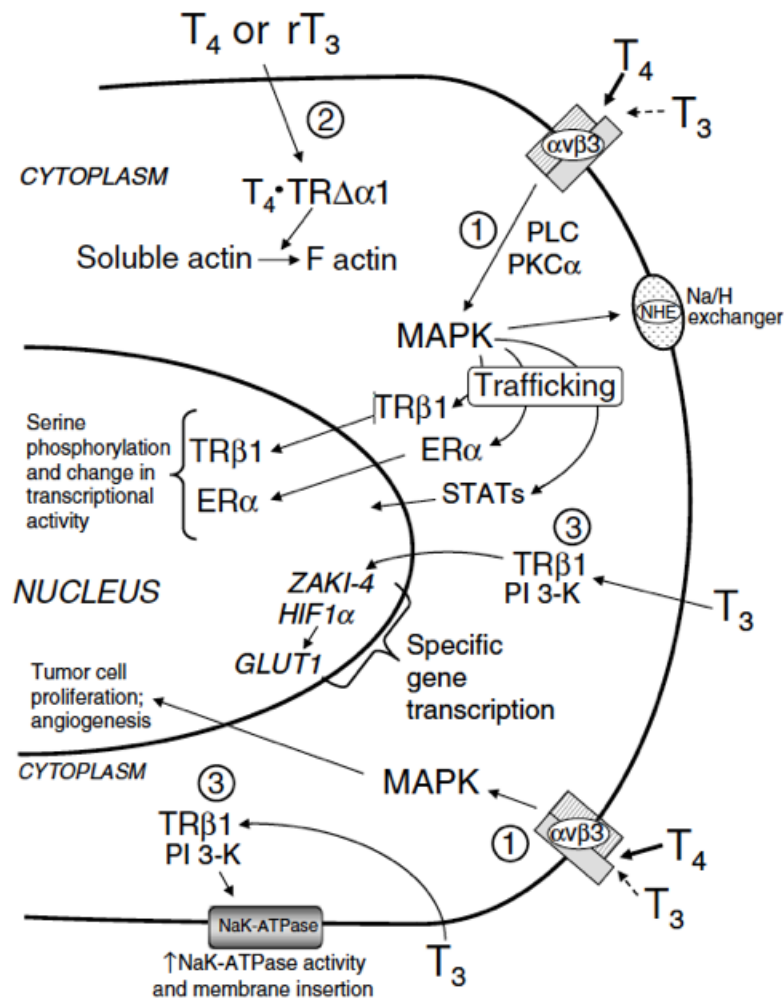 T4 or rT3
T4
T3
αvβ3
②
CYTOPLASM
T4•TRΔα1
①
PLC
PKCα
Soluble actin
F actin
Na/H
exchanger
NHE
MAPK
Trafficking
TRβ1
Serine
phosphorylation
and change in
transcriptional
activity
TRβ1
ERα
ERα
STATs
③
TRβ1
PI 3-K
ZAKI-4
HIF1α
NUCLEUS
T3
GLUT1
Specific
gene
transcription
Tumor cell
proliferation;
angiogenesis
CYTOPLASM
MAPK
③
TRβ1
PI 3-K
①
αvβ3
T4
T3
NaK-ATPase
T3
↑NaK-ATPase activity
and membrane insertion